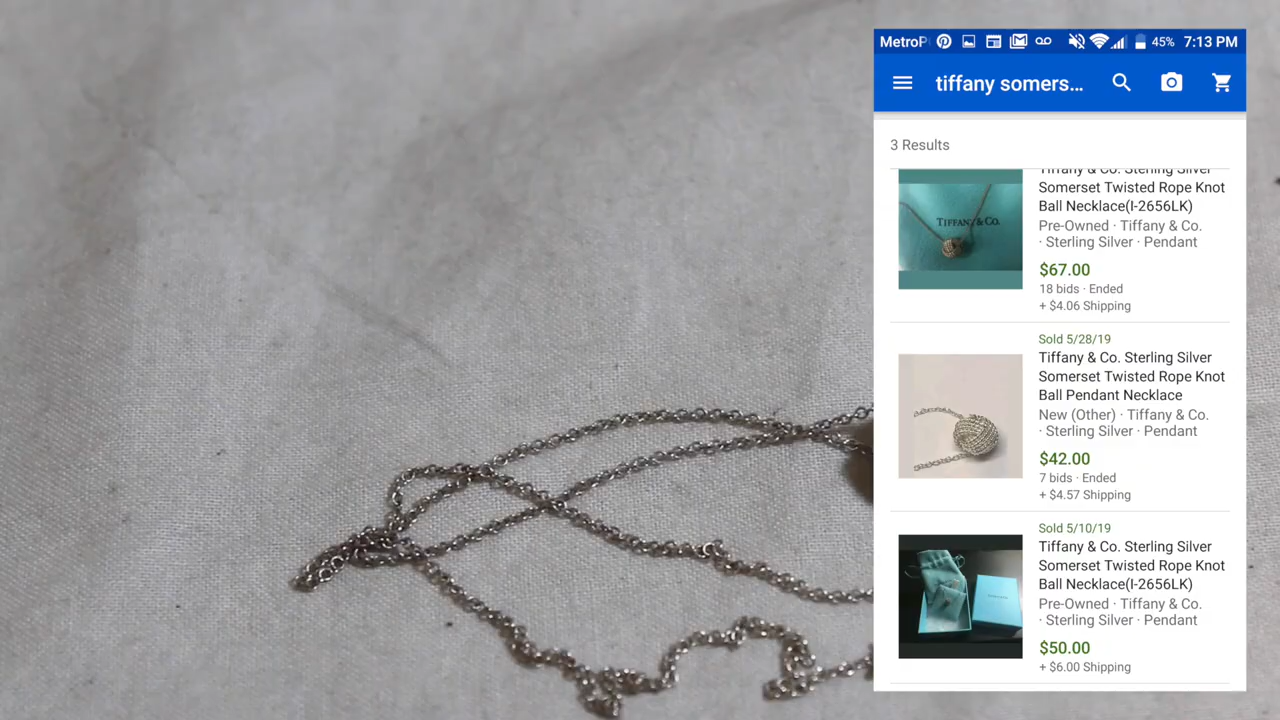 MetroP 45% 7:13 PM
tiffany somers…
3 Results
Tiffany & Co. Sterling Silver
Somerset Twisted Rope Knot
Ball Necklace(I-2656LK)
Pre-Owned · Tiffany & Co.
· Sterling Silver · Pendant
$67.00
18 bids · Ended
+ $4.06 Shipping
TIFFANY & CO.
Sold 5/28/19
Tiffany & Co. Sterling Silver
Somerset Twisted Rope Knot
Ball Pendant Necklace
New (Other) · Tiffany & Co.
· Sterling Silver · Pendant
$42.00
7 bids · Ended
+ $4.57 Shipping
Sold 5/10/19
Tiffany & Co. Sterling Silver
Somerset Twisted Rope Knot
Ball Necklace(I-2656LK)
Pre-Owned · Tiffany & Co.
· Sterling Silver · Pendant
$50.00
+ $6.00 Shipping